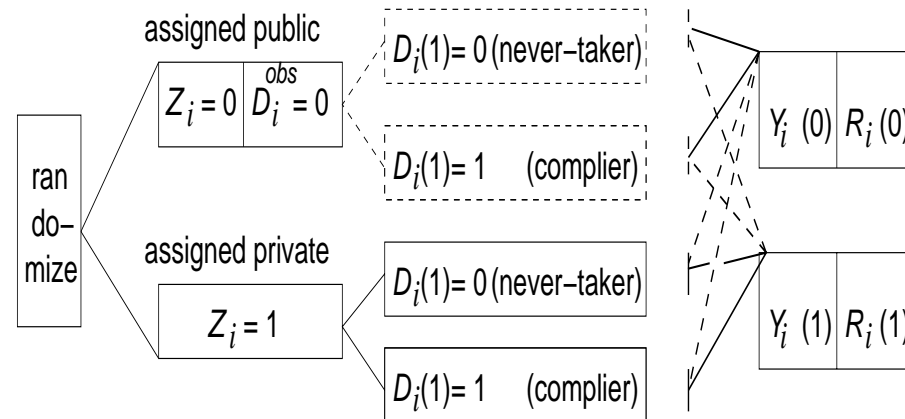 assigned public
Z_i = 0
D_i^obs = 0
D_i(1) = 0 (never–taker)
D_i(1) = 1 (complier)
Y_i (0)
R_i (0)
ran
do–
mize
assigned private
Z_i = 1
D_i(1) = 0 (never–taker)
D_i(1) = 1 (complier)
Y_i (1)
R_i (1)